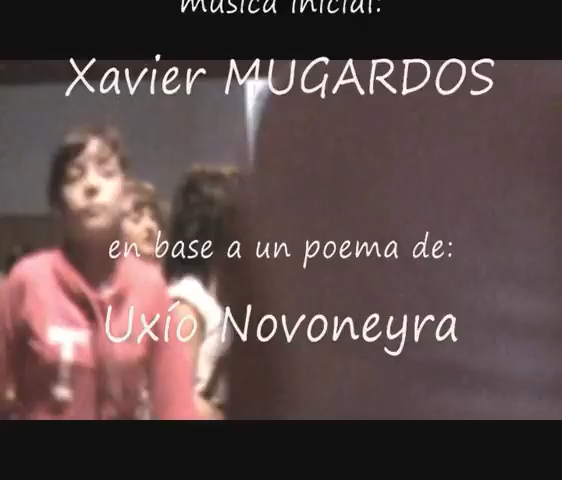 música inicial:
Xavier MUGARDOS
en base a un poema de:
Uxío Novoneyra